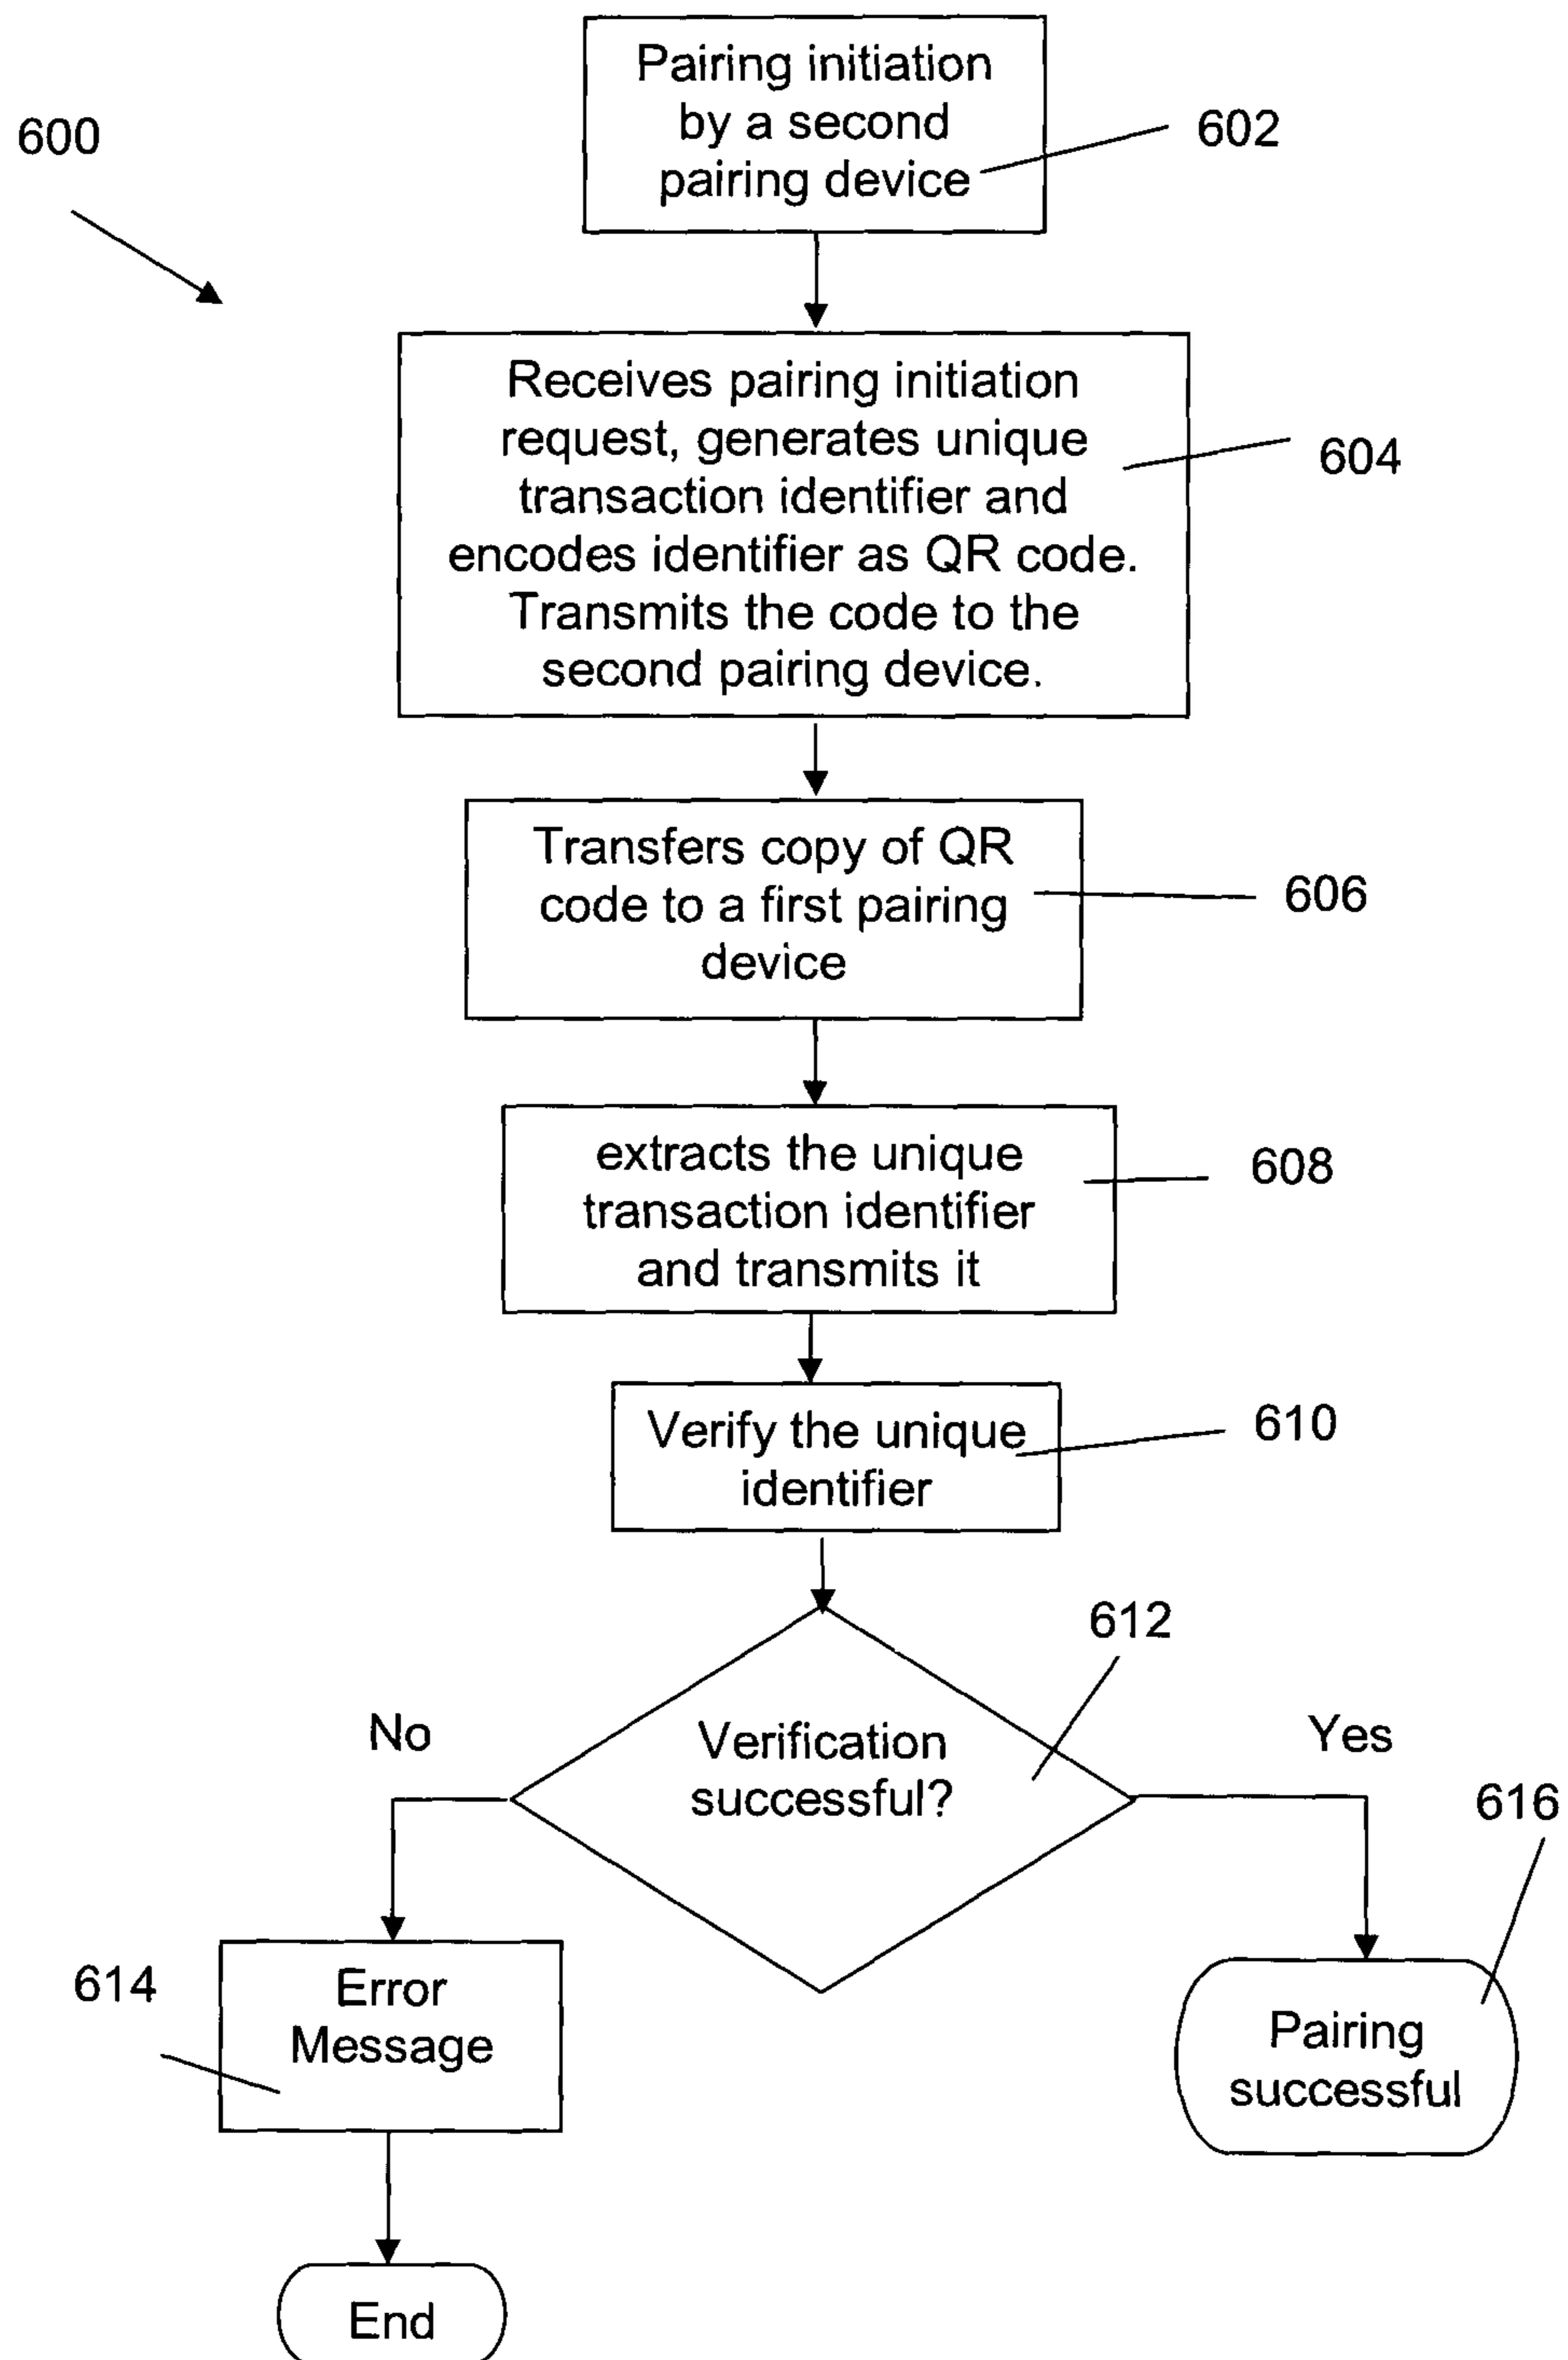 Pairing initiation
by a second
pairing device
602
600
Receives pairing initiation
request, generates unique
transaction identifier and
encodes identifier as QR code.
Transmits the code to the
second pairing device.
604
Transfers copy of QR
code to a first pairing
device
606
extracts the unique
transaction identifier
and transmits it
608
Verify the unique
identifier
610
612
Verification
successful?
No
Yes
616
614
Error
Message
Pairing
successful
End